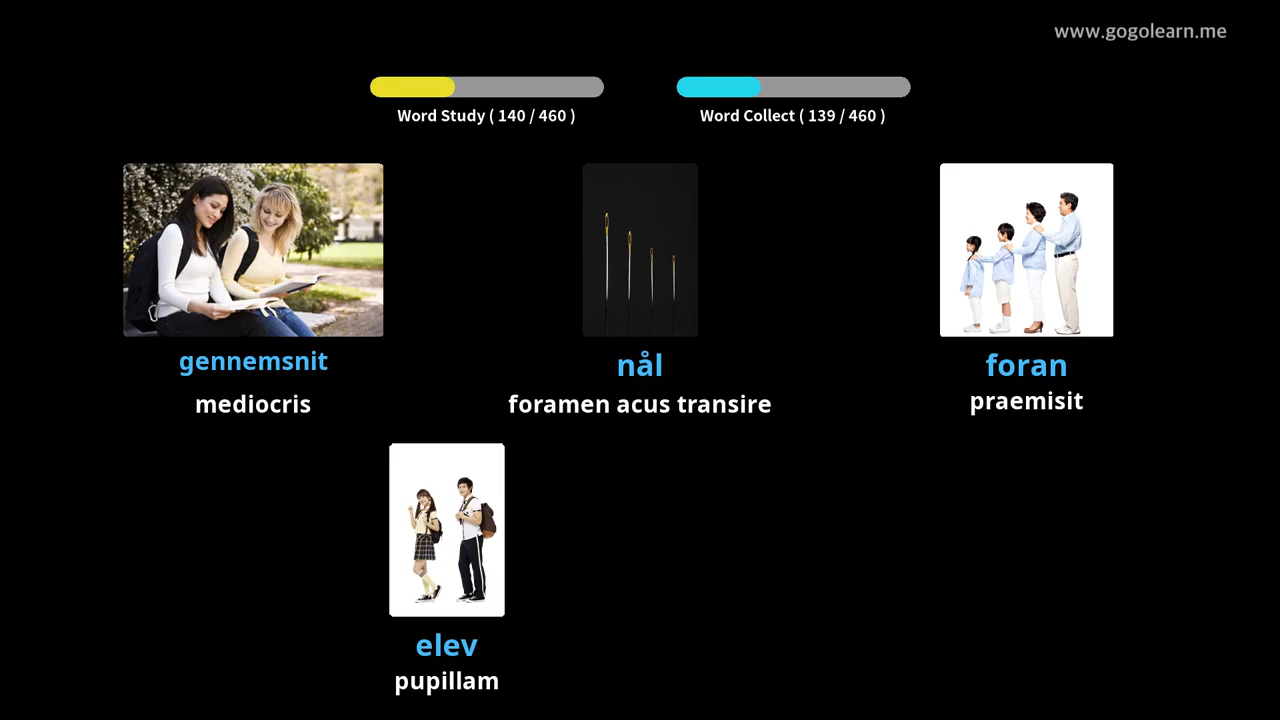 www.gogolearn.me
Word Study ( 140 / 460 )
Word Collect ( 139 / 460 )
gennemsnit
mediocris
nål
foramen acus transire
foran
praemisit
elev
pupillam